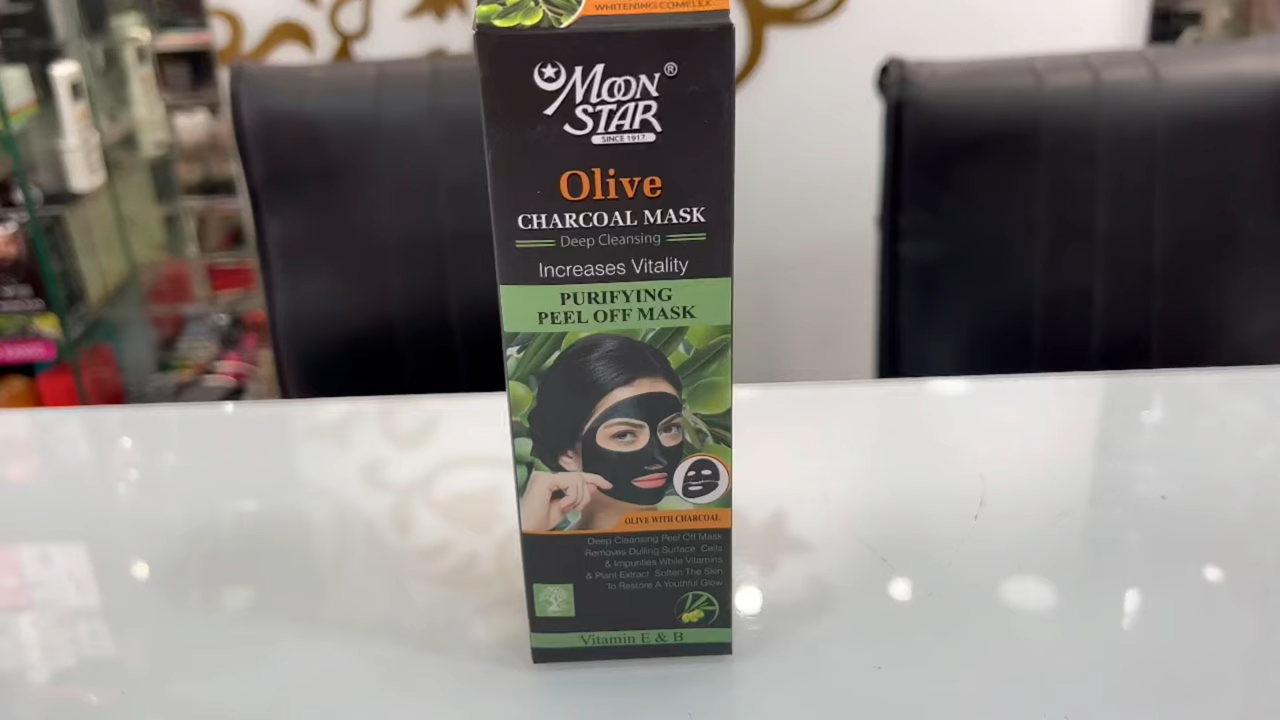 WHITENING COMPLEX
MOON
STAR
®
SINCE 1917
Olive
CHARCOAL MASK
Deep Cleansing
Increases Vitality
PURIFYING
PEEL OFF MASK
OLIVE WITH CHARCOAL
Deep Cleansing Peel Off Mask
Removes Dulling Surface Cells
& Impurities While Vitamins
& Plant Extract Soften The Skin
To Restore A Youthful Glow
Vitamin E & B